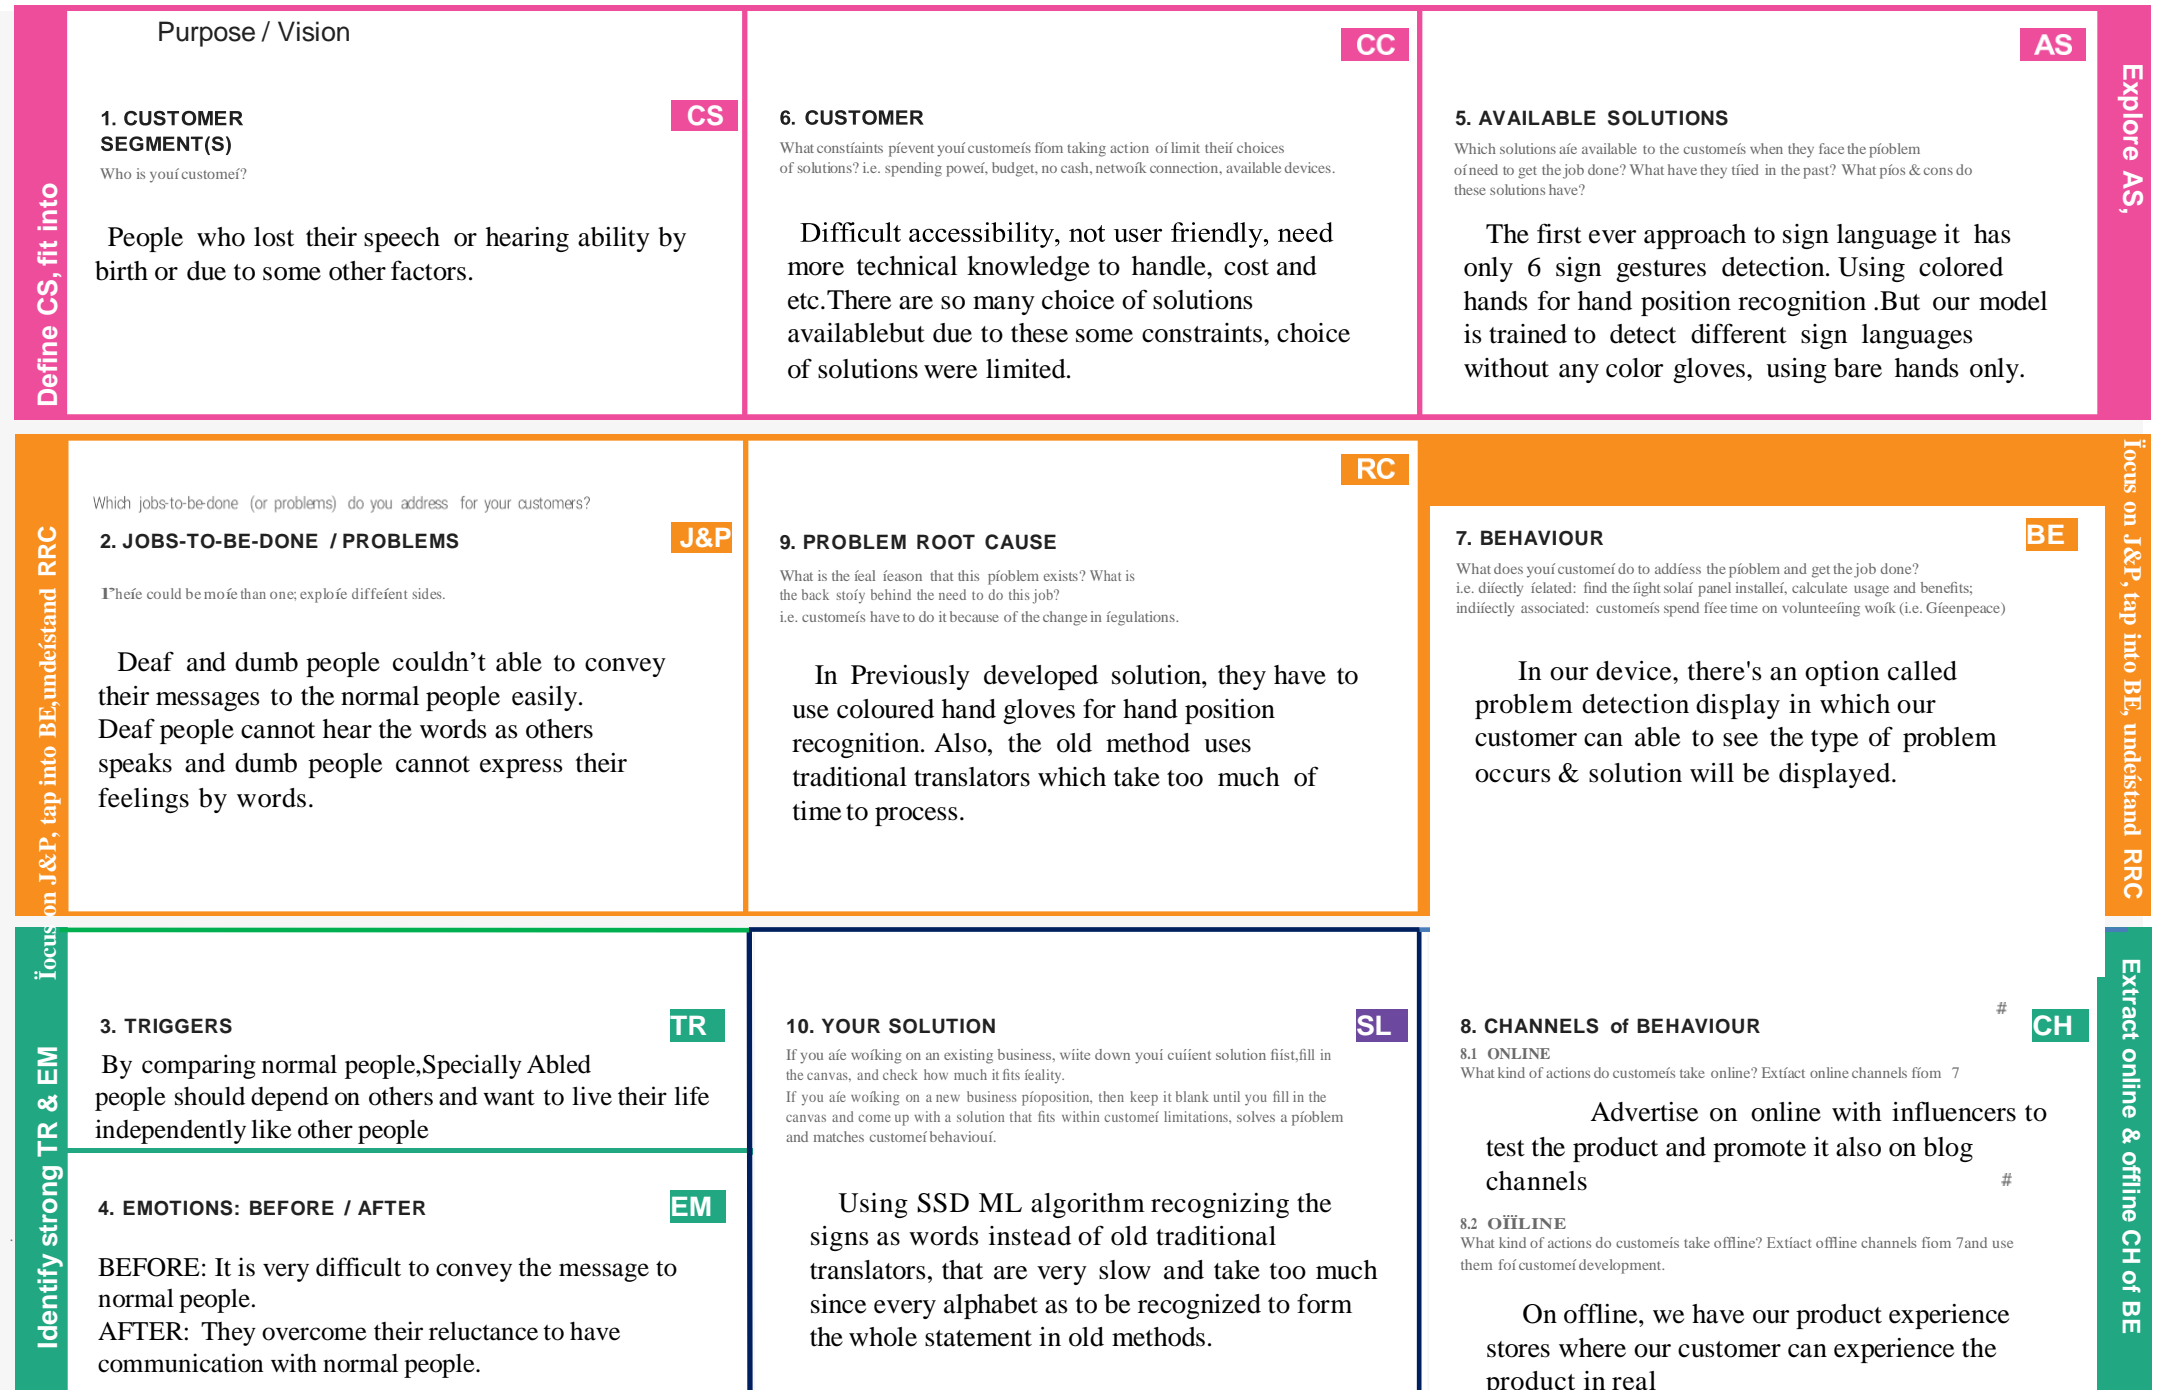 Purpose / Vision
Define CS, fit into
1. CUSTOMER
SEGMENT(S)
CS
Who is youí customeí?
People who lost their speech or hearing ability by
birth or due to some other factors.
CC
6. CUSTOMER
What constíaints píevent youí customeís fíom taking action oí limit theií choices
of solutions? i.e. spending poweí, budget, no cash, netwoík connection, available devices.
Difficult accessibility, not user friendly, need
more technical knowledge to handle, cost and
etc.There are so many choice of solutions
availablebut due to these some constraints, choice
of solutions were limited.
AS
5. AVAILABLE SOLUTIONS
Which solutions aíe available to the customeís when they face the píoblem
oí need to get the job done? What have they tíied in the past? What píos & cons do
these solutions have?
The first ever approach to sign language it has
only 6 sign gestures detection. Using colored
hands for hand position recognition .But our model
is trained to detect different sign languages
without any color gloves, using bare hands only.
Explore AS,
Ïocus on J&P, tap into BE,undeístand RRC
Which jobs-to-be-done (or problems) do you address for your customers?
2. JOBS-TO-BE-DONE / PROBLEMS
J&P
Ïheíe could be moíe than one; exploíe diffeíent sides.
Deaf and dumb people couldn't able to convey
their messages to the normal people easily.
Deaf people cannot hear the words as others
speaks and dumb people cannot express their
feelings by words.
RC
9. PROBLEM ROOT CAUSE
What is the íeal íeason that this píoblem exists? What is
the back stoíy behind the need to do this job?
i.e. customeís have to do it because of the change in íegulations.
In Previously developed solution, they have to
use coloured hand gloves for hand position
recognition. Also, the old method uses
traditional translators which take too much of
time to process.
7. BEHAVIOUR
BE
What does youí customeí do to addíess the píoblem and get the job done?
i.e. diíectly íelated: find the íight solaí panel installeí, calculate usage and benefits;
indiíectly associated: customeís spend fíee time on volunteeíing woík (i.e. Gíeenpeace)
In our device, there's an option called
problem detection display in which our
customer can able to see the type of problem
occurs & solution will be displayed.
Ïocus on J&P, tap into BE, undeístand RRC
Identify strong TR & EM
3. TRIGGERS
TR
By comparing normal people,Specially Abled
people should depend on others and want to live their life
independently like other people
4. EMOTIONS: BEFORE / AFTER
EM
BEFORE: It is very difficult to convey the message to
normal people.
AFTER: They overcome their reluctance to have
communication with normal people.
10. YOUR SOLUTION
SL
If you aíe woíking on an existing business, wíite down youí cuííent solution fiíst,fill in
the canvas, and check how much it fits íeality.
If you aíe woíking on a new business píoposition, then keep it blank until you fill in the
canvas and come up with a solution that fits within customeí limitations, solves a píoblem
and matches customeí behaviouí.
Using SSD ML algorithm recognizing the
signs as words instead of old traditional
translators, that are very slow and take too much
since every alphabet as to be recognized to form
the whole statement in old methods.
#
8. CHANNELS of BEHAVIOUR
CH
8.1 ONLINE
What kind of actions do customeís take online? Extíact online channels fíom 7
Advertise on online with influencers to
test the product and promote it also on blog
channels
#
8.2 OÏÏLINE
What kind of actions do customeís take offline? Extíact offline channels fíom 7and use
them foí customeí development.
On offline, we have our product experience
stores where our customer can experience the
product in real
Extract online & offline CH of BE